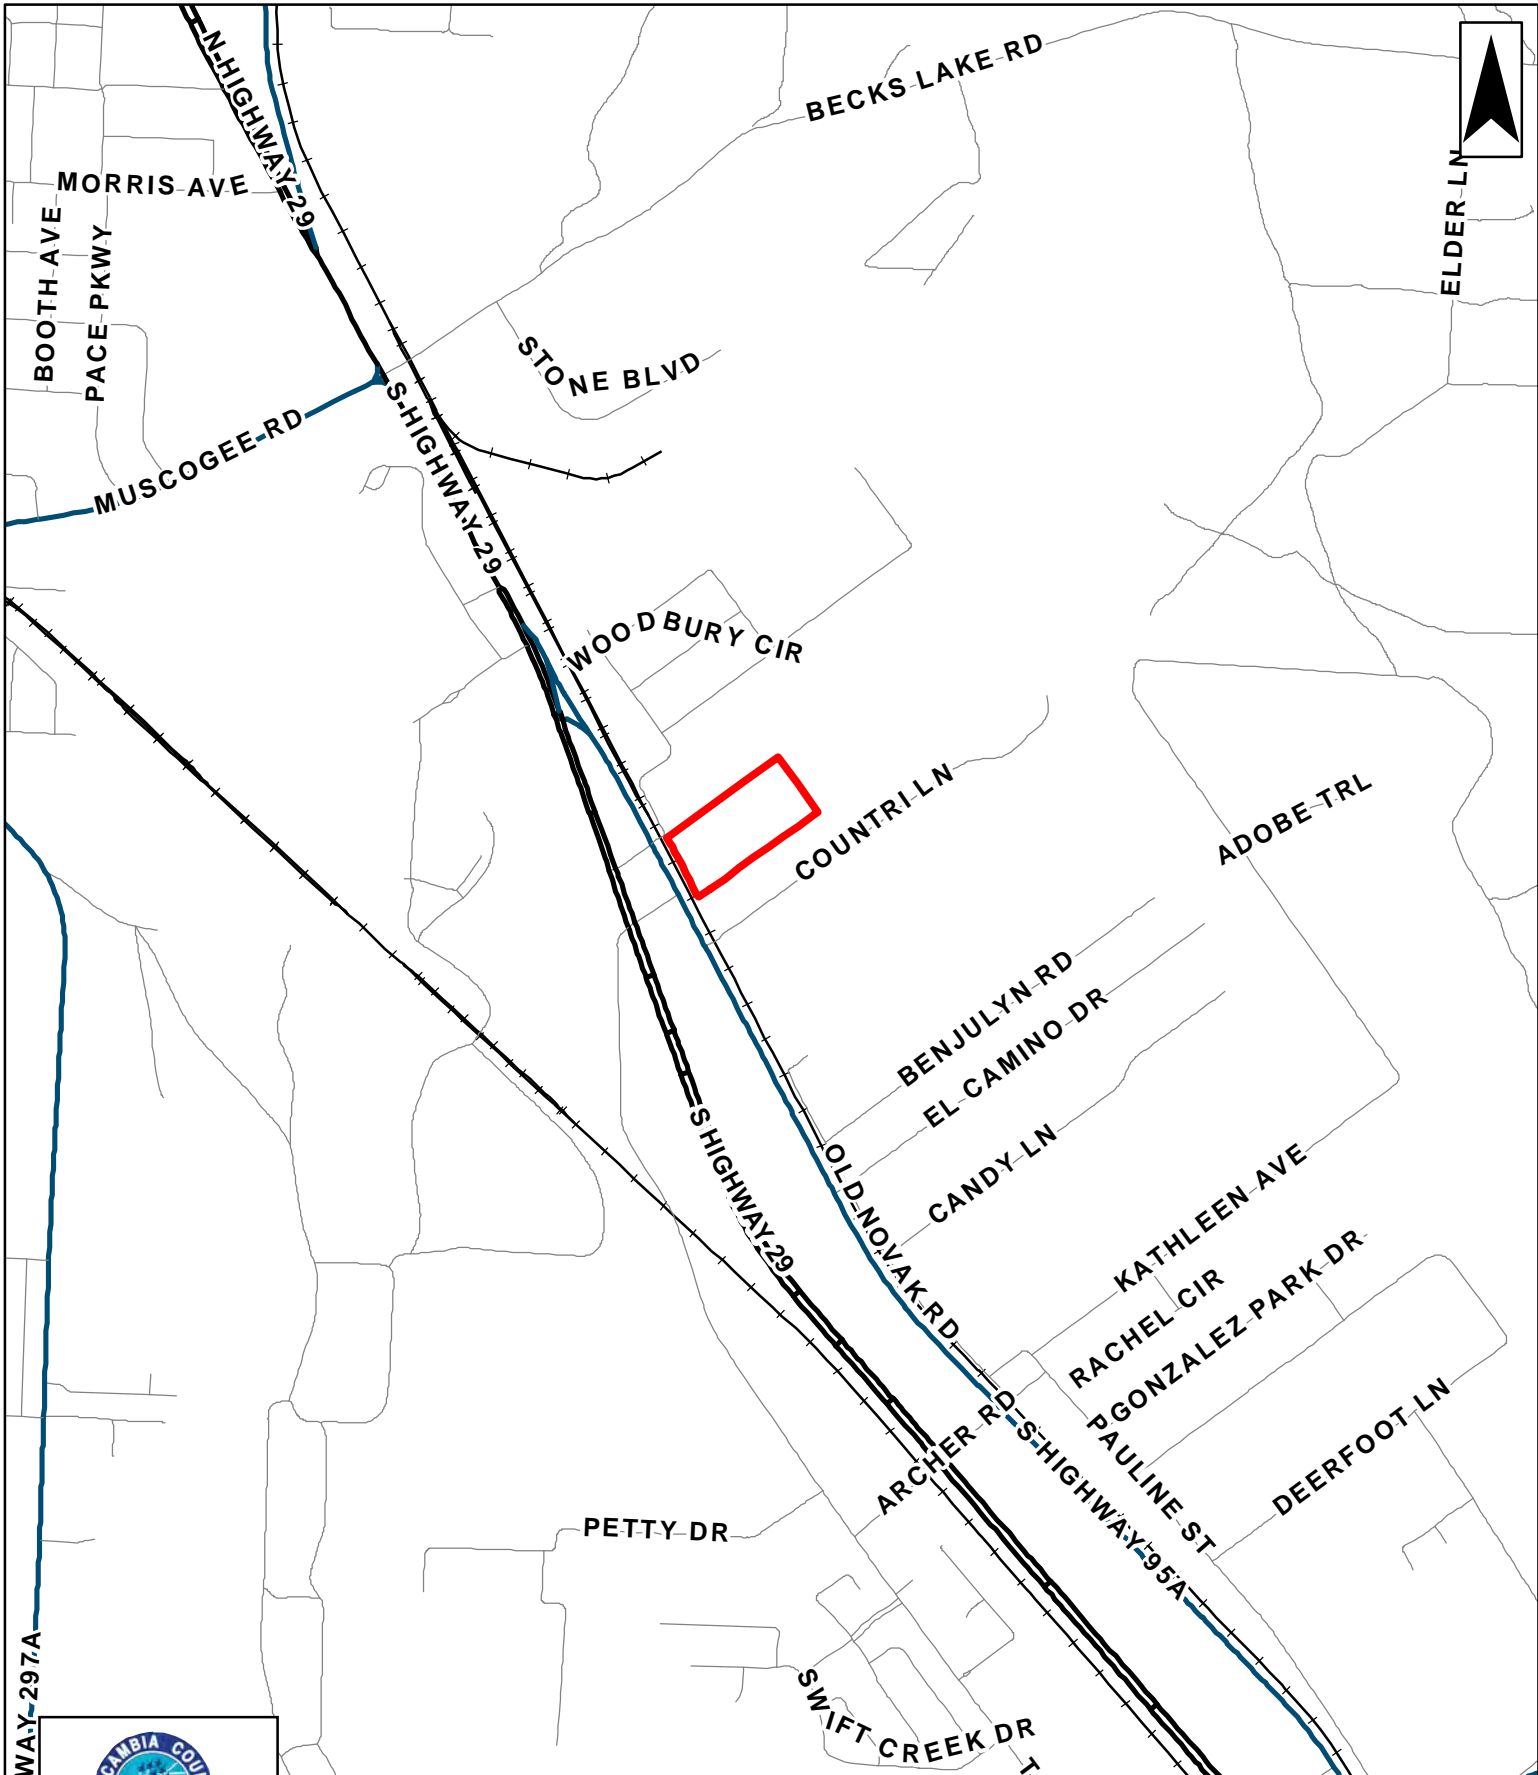 N HIGHWAY 29
BECKS LAKE RD
MORRIS AVE
BOOTH AVE
PACE PKWY
ELDER LN
STONE BLVD
MUSCOGEE RD
S HIGHWAY 29
WOODBURY CIR
COUNTRI LN
ADOBE TRL
BENJULYN RD
EL CAMINO DR
CANDY LN
S HIGHWAY 29
OLD NOVAK RD
KATHLEEN AVE
RACHEL CIR
GONZALEZ PARK DR
P
PAULINE ST
DEERFOOT LN
ARCHER RD
S HIGHWAY 95A
PETTY DR
SWIFT CREEK DR
T
WAY 297A
CAMBIA COU